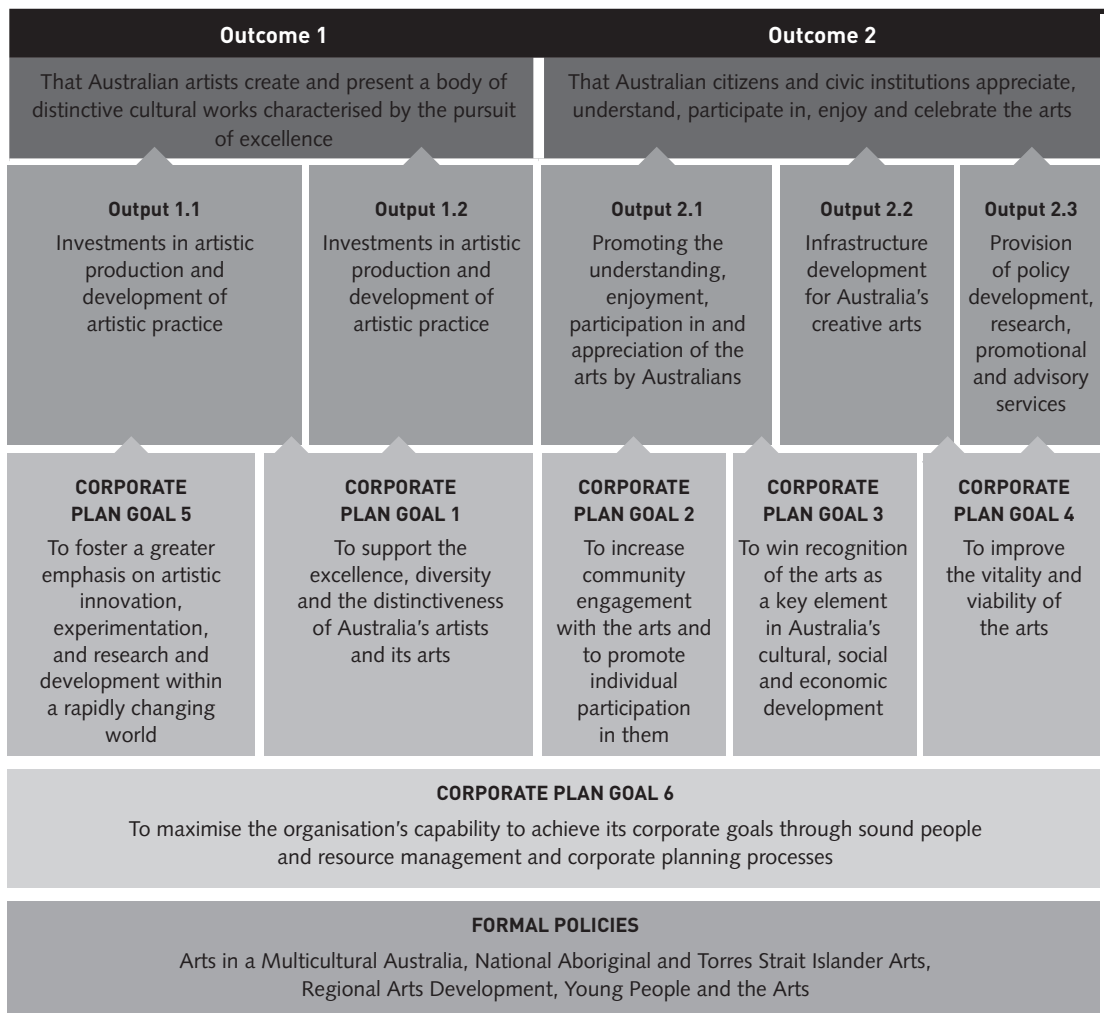 Outcome 1
Outcome 2
That Australian artists create and present a body of
distinctive cultural works characterised by the pursuit
of excellence
That Australian citizens and civic institutions appreciate,
understand, participate in, enjoy and celebrate the arts
Output 1.1
Investments in artistic
production and
development of
artistic practice
Output 1.2
Investments in artistic
production and
development of
artistic practice
Output 2.1
Promoting the
understanding,
enjoyment,
participation in and
appreciation of the
arts by Australians
Output 2.2
Infrastructure
development
for Australia’s
creative arts
Output 2.3
Provision
of policy
development,
research,
promotional
and advisory
services
CORPORATE
PLAN GOAL 5
To foster a greater
emphasis on artistic
innovation,
experimentation,
and research and
development within
a rapidly changing
world
CORPORATE
PLAN GOAL 1
To support the
excellence, diversity
and the distinctiveness
of Australia’s artists
and its arts
CORPORATE
PLAN GOAL 2
To increase
community
engagement
with the arts and
to promote
individual
participation
in them
CORPORATE
PLAN GOAL 3
To win recognition
of the arts as
a key element
in Australia’s
cultural, social
and economic
development
CORPORATE
PLAN GOAL 4
To improve
the vitality and
viability of
the arts
CORPORATE PLAN GOAL 6
To maximise the organisation’s capability to achieve its corporate goals through sound people
and resource management and corporate planning processes
FORMAL POLICIES
Arts in a Multicultural Australia, National Aboriginal and Torres Strait Islander Arts,
Regional Arts Development, Young People and the Arts